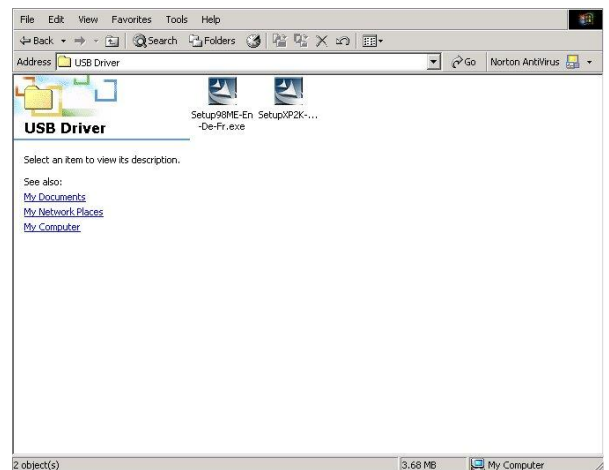 File Edit View Favorites Tools Help
Back Search Folders
Address USB Driver Go Norton AntiVirus
USB Driver
Setup98ME-En
-De-Fr.exe
SetupXP2K-...
Select an item to view its description.
See also:
My Documents
My Network Places
My Computer
2 object(s) 3.68 MB My Computer